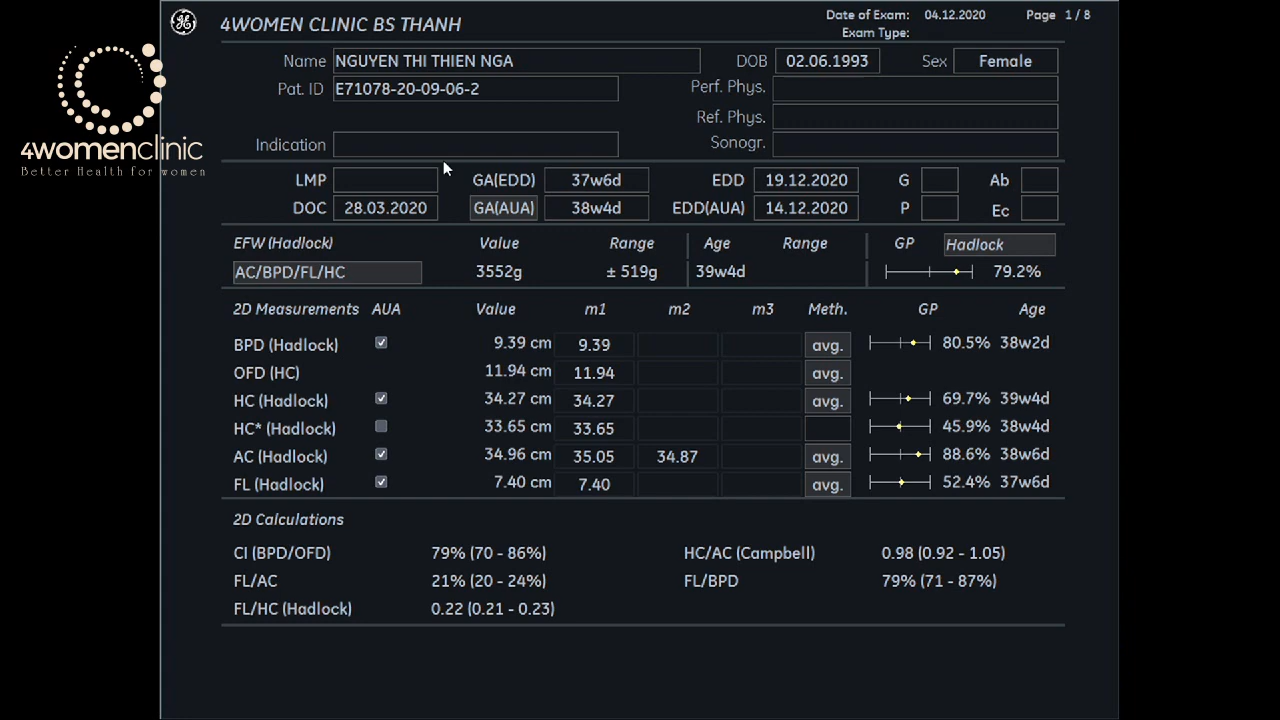 4WOMEN CLINIC BS THANH
Date of Exam: 04.12.2020 Page 1 / 8
Exam Type:
Name NGUYEN THI THIEN NGA DOB 02.06.1993 Sex Female
Pat. ID E71078-20-09-06-2 Perf. Phys.
Ref. Phys.
Indication Sonogr.
4womenclinic
Better Health for women
LMP GA(EDD) 37w6d EDD 19.12.2020 G Ab
DOC 28.03.2020 GA(AUA) 38w4d EDD(AUA) 14.12.2020 P Ec
EFW (Hadlock) Value Range Age Range GP Hadlock
AC/BPD/FL/HC 3552g ± 519g 39w4d 79.2%
2D Measurements AUA Value m1 m2 m3 Meth. GP Age
BPD (Hadlock) 9.39 cm 9.39 avg. 80.5% 38w2d
OFD (HC) 11.94 cm 11.94 avg.
HC (Hadlock) 34.27 cm 34.27 avg. 69.7% 39w4d
HC* (Hadlock) 33.65 cm 33.65 45.9% 38w4d
AC (Hadlock) 34.96 cm 35.05 34.87 avg. 88.6% 38w6d
FL (Hadlock) 7.40 cm 7.40 avg. 52.4% 37w6d
2D Calculations
CI (BPD/OFD) 79% (70 - 86%) HC/AC (Campbell) 0.98 (0.92 - 1.05)
FL/AC 21% (20 - 24%) FL/BPD 79% (71 - 87%)
FL/HC (Hadlock) 0.22 (0.21 - 0.23)